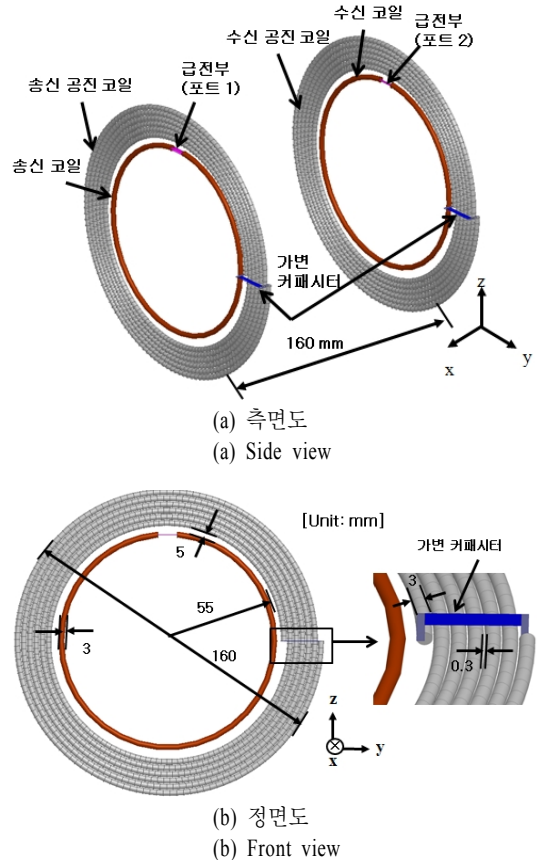 수신 코일
수신 공진 코일
급전부
(포트 2)
급전부
(포트 1)
송신 공진 코일
송신 코일
가변
커패시터
160 mm
z
x
y
(a) 측면도
(a) Side view
[Unit: mm]
가변 커패시터
5
3
55
3
160
0.3
z
x
y
(b) 정면도
(b) Front view